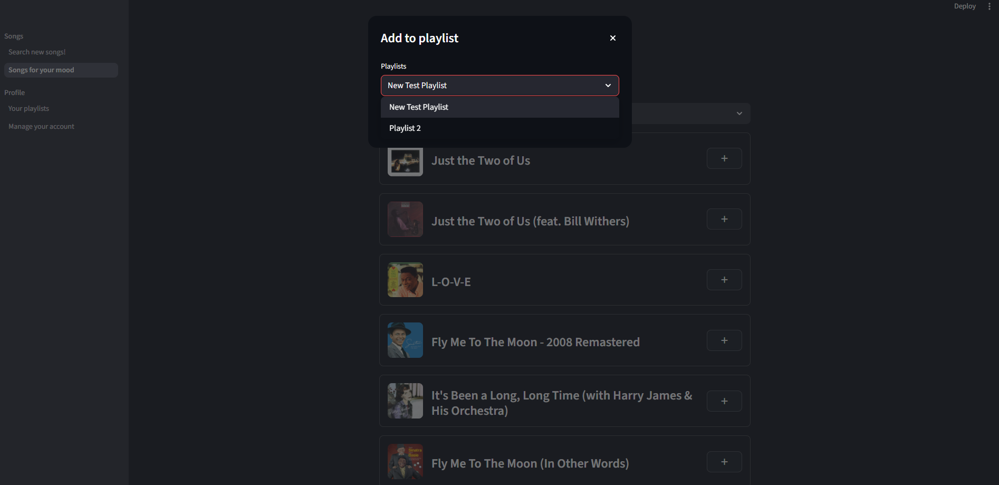 Deploy
Songs
Search new songs!
Songs for your mood
Profile
Your playlists
Manage your account
Add to playlist
Playlists
New Test Playlist
New Test Playlist
Playlist 2
Just the Two of Us
Just the Two of Us (feat. Bill Withers)
L-O-V-E
Fly Me To The Moon - 2008 Remastered
It's Been a Long, Long Time (with Harry James &
His Orchestra)
Sinatra
Basie
Fly Me To The Moon (In Other Words)